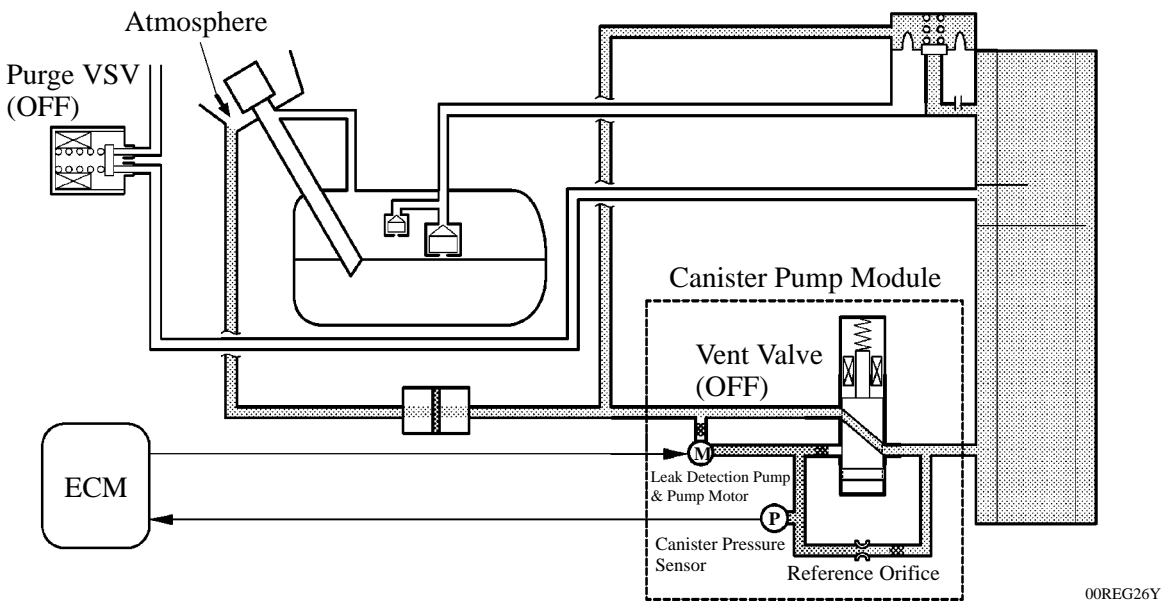 Atmosphere
Purge VSV
(OFF)
Canister Pump Module
Vent Valve
(OFF)
M
Leak Detection Pump
& Pump Motor
ECM
P
Canister Pressure
Sensor
Reference Orifice
00REG26Y